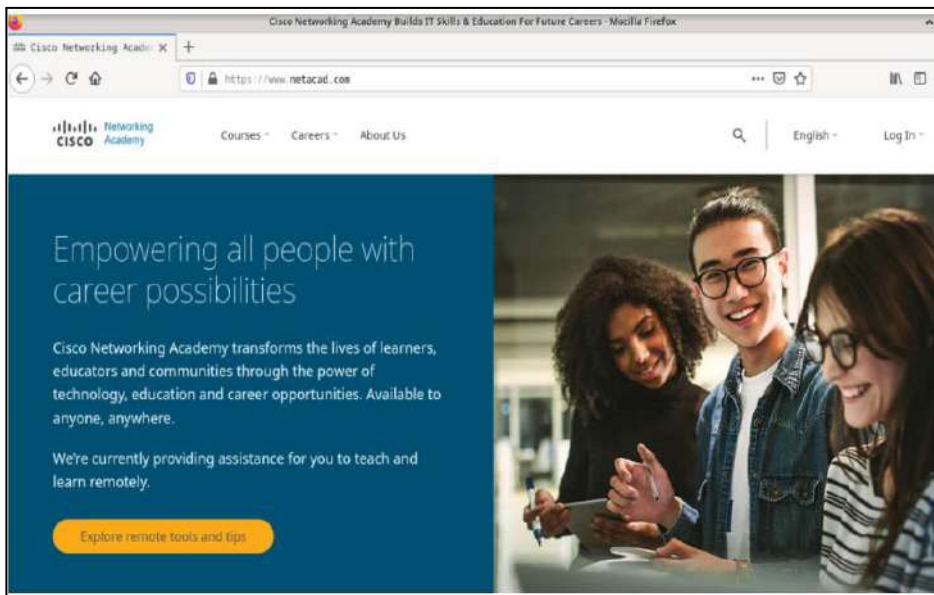 Cisco Networking Academy Builds IT Skills & Education For Future Careers - Mozilla Firefox
Cisco Networking Acade
https://www.netacad.com
Networking
CISCO Academy
Courses Careers About Us English Log In
Empowering all people with
career possibilities
Cisco Networking Academy transforms the lives of learners,
educators and communities through the power of
technology, education and career opportunities. Available to
anyone, anywhere.
We're currently providing assistance for you to teach and
learn remotely.
Explore remote tools and tips